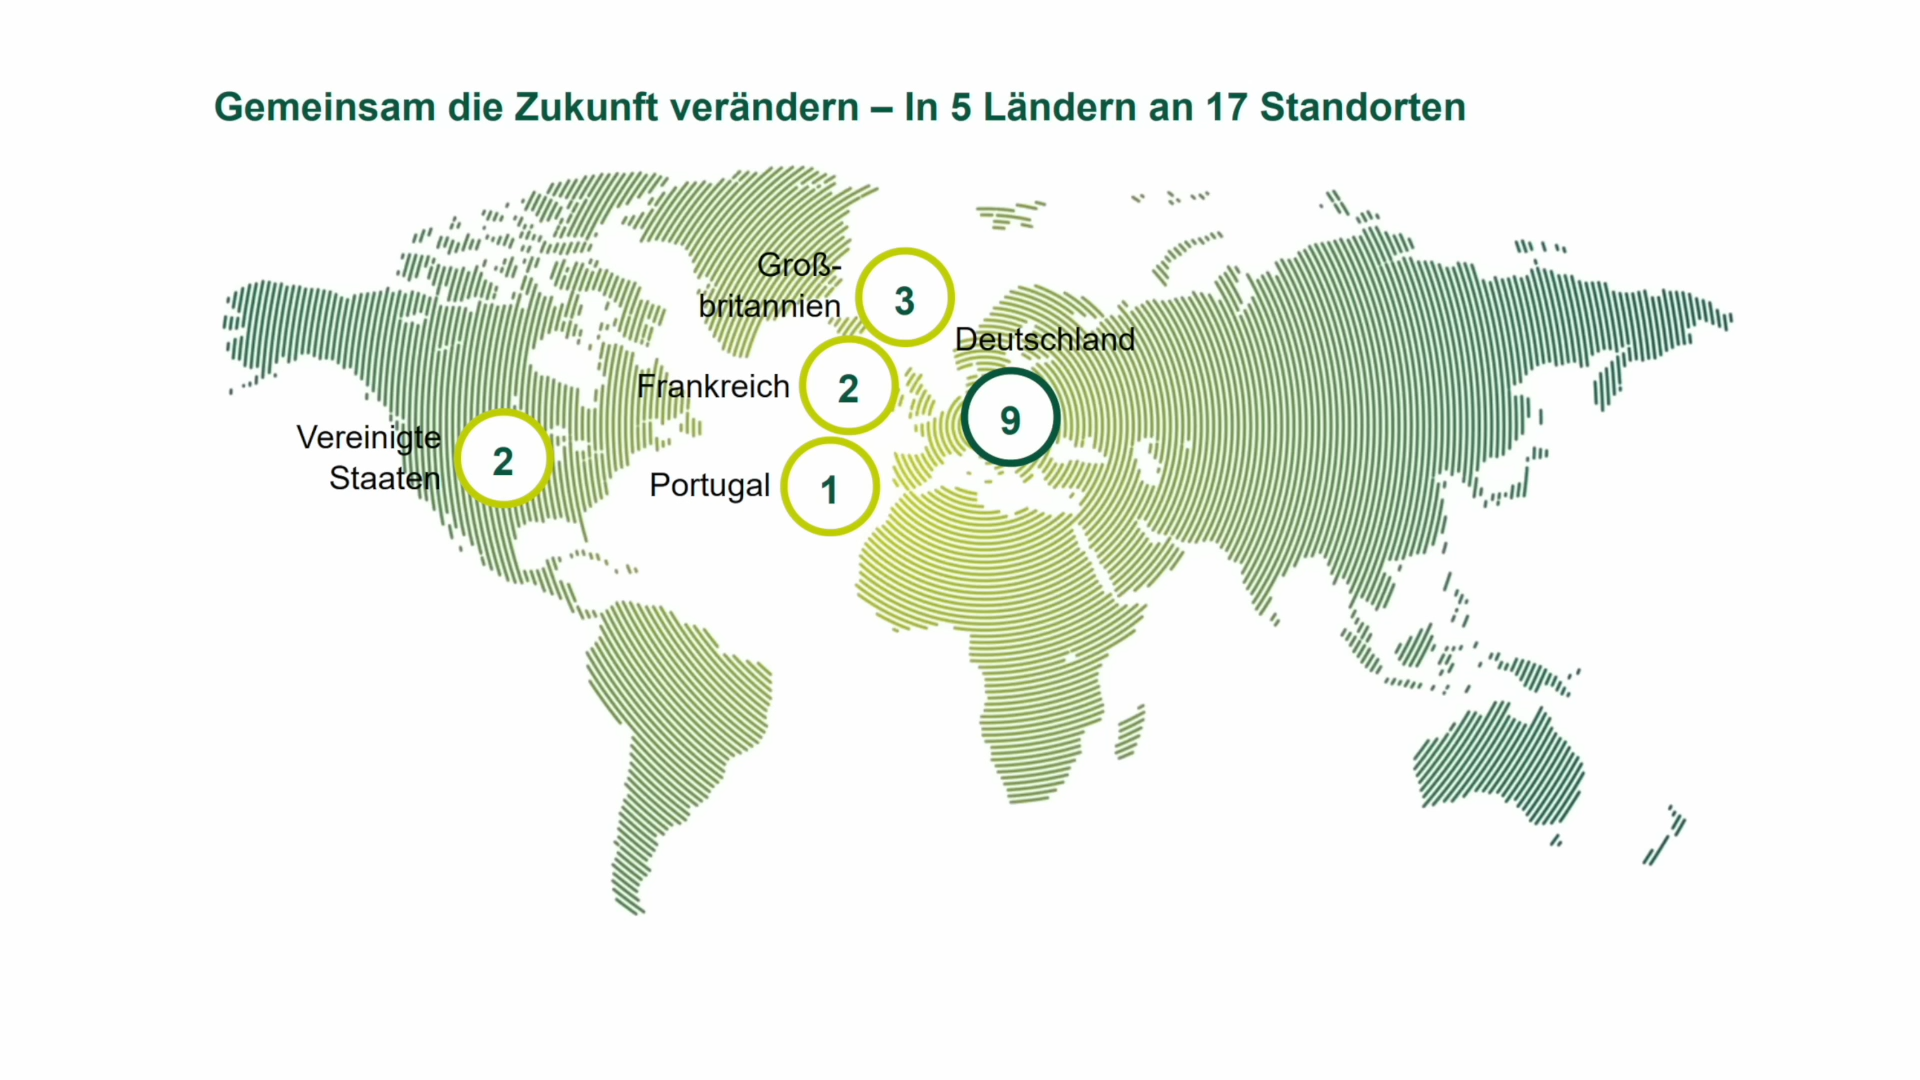 Gemeinsam die Zukunft verändern – In 5 Ländern an 17 Standorten
Groß-
britannien
3
Deutschland
9
Frankreich
2
Vereinigte
Staaten
2
Portugal
1